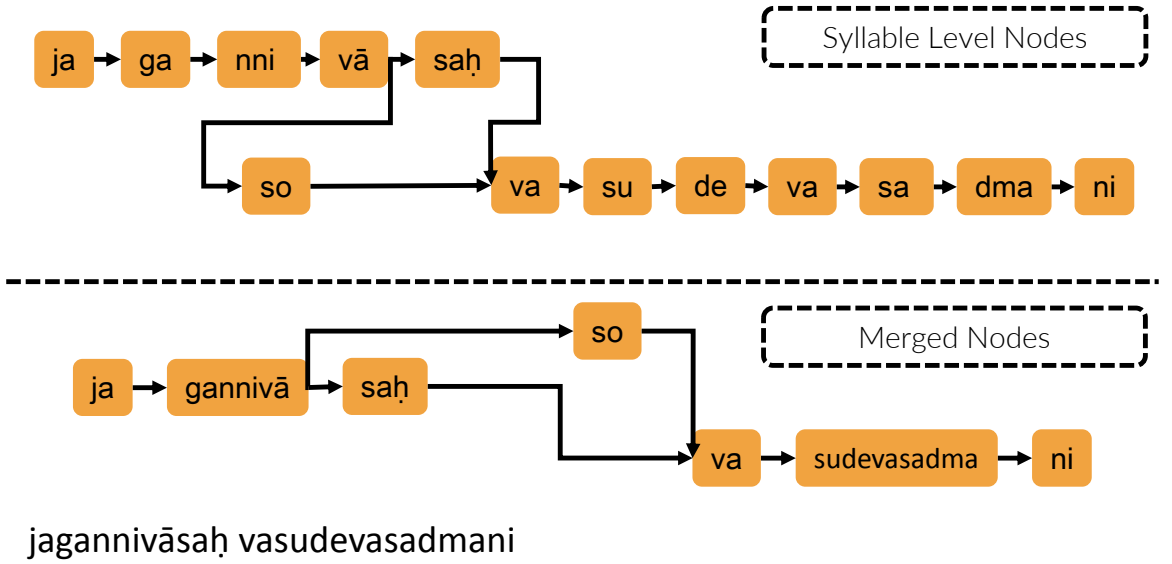 Syllable Level Nodes
ja ga nni vā saḥ
so va su de va sa dma ni
so
Merged Nodes
ja gannivā saḥ
va sudevasadma ni
jagannivāsaḥ vasudevasadmani